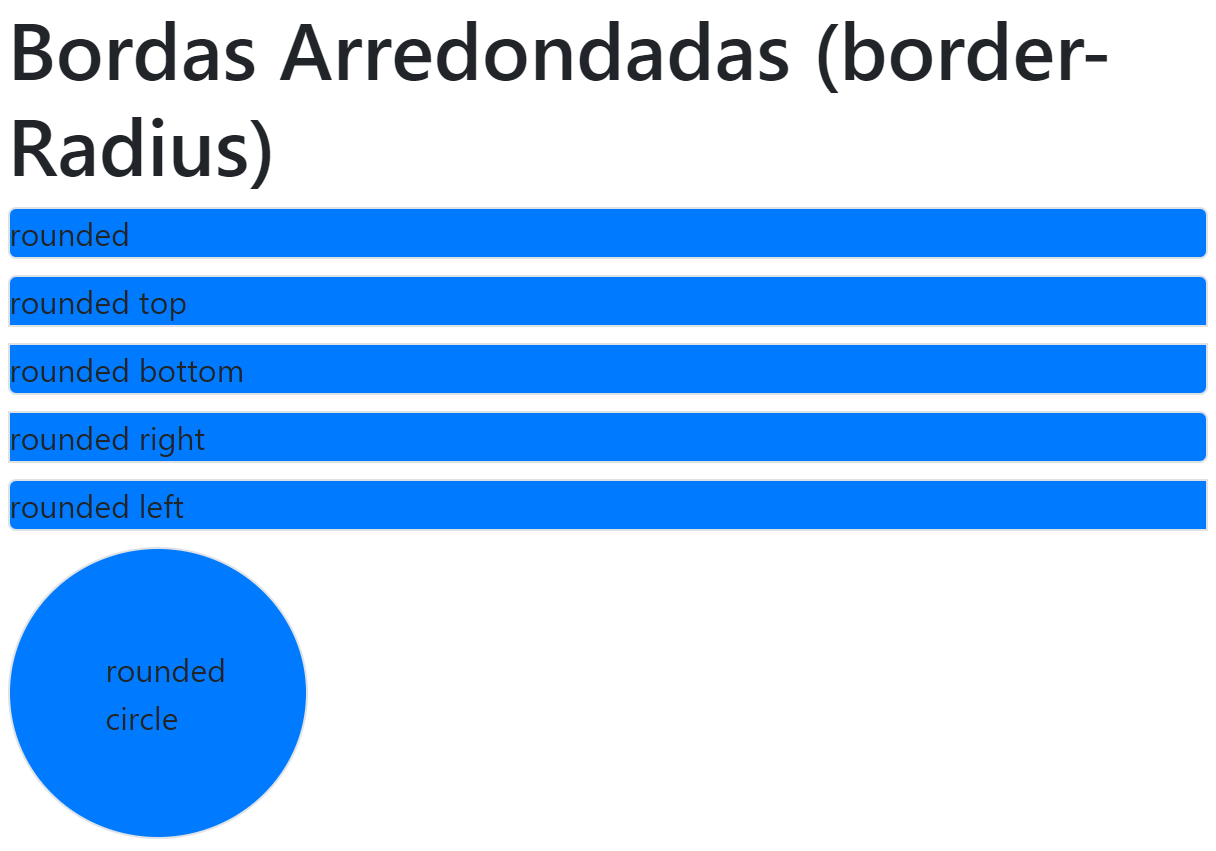 Bordas Arredondadas (border-
Radius)
rounded
rounded top
rounded bottom
rounded right
rounded left
rounded
circle